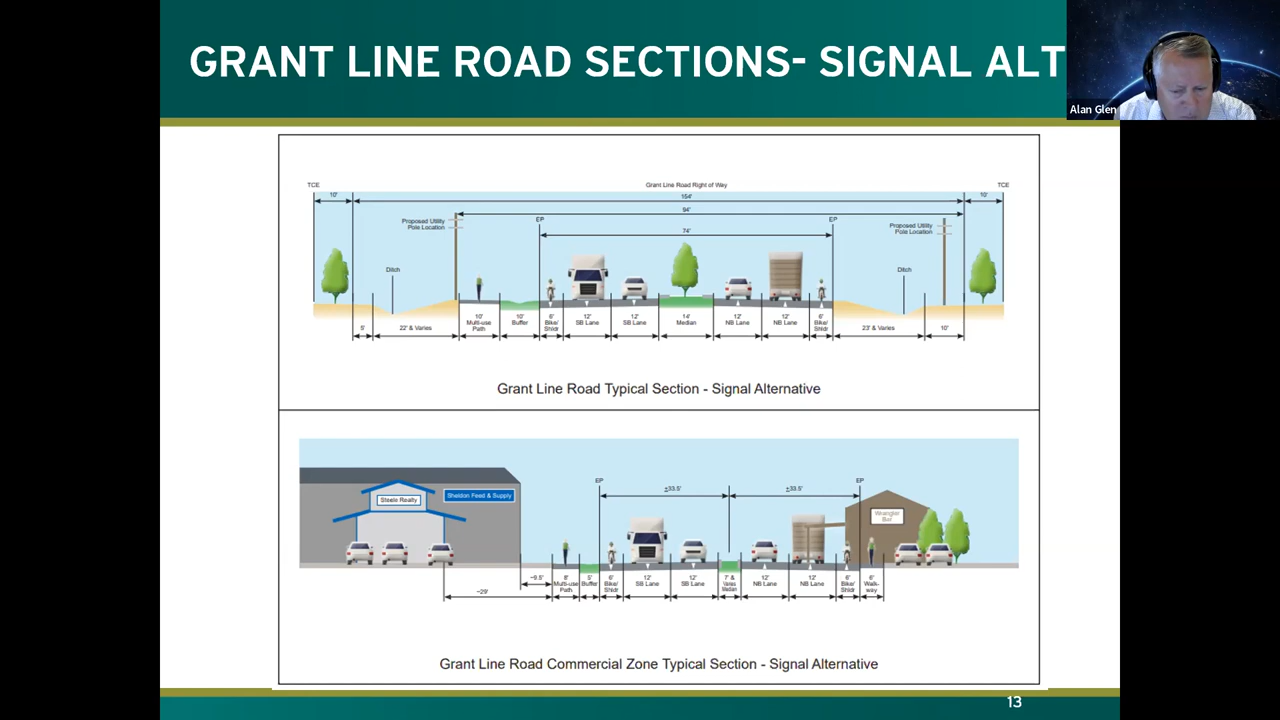 GRANT LINE ROAD SECTIONS- SIGNAL ALT
Alan Glen
TCE
Grant Line Road Right of Way
TCE
10'
154'
10'
94'
Proposed Utility
Pole Location
EP
EP
Proposed Utility
Pole Location
74'
Ditch
Ditch
5'
22' & Varies
10'
Multi-use
Path
10'
Buffer
6'
Bike/
Shldr
12'
SB Lane
12'
SB Lane
14'
Median
12'
NB Lane
12'
NB Lane
6'
Bike/
Shldr
23' & Varies
10'
Grant Line Road Typical Section - Signal Alternative
EP
EP
±33.5'
±33.5'
Steele Realty
Sheldon Feed & Supply
Wrangler
Bar
~9.5'
~29'
8'
Multi-use
Path
5'
Buffer
6'
Bike/
Shldr
12'
SB Lane
12'
SB Lane
7' &
Varies
Median
12'
NB Lane
12'
NB Lane
6'
Bike/
Shldr
6'
Walk-
way
Grant Line Road Commercial Zone Typical Section - Signal Alternative
13